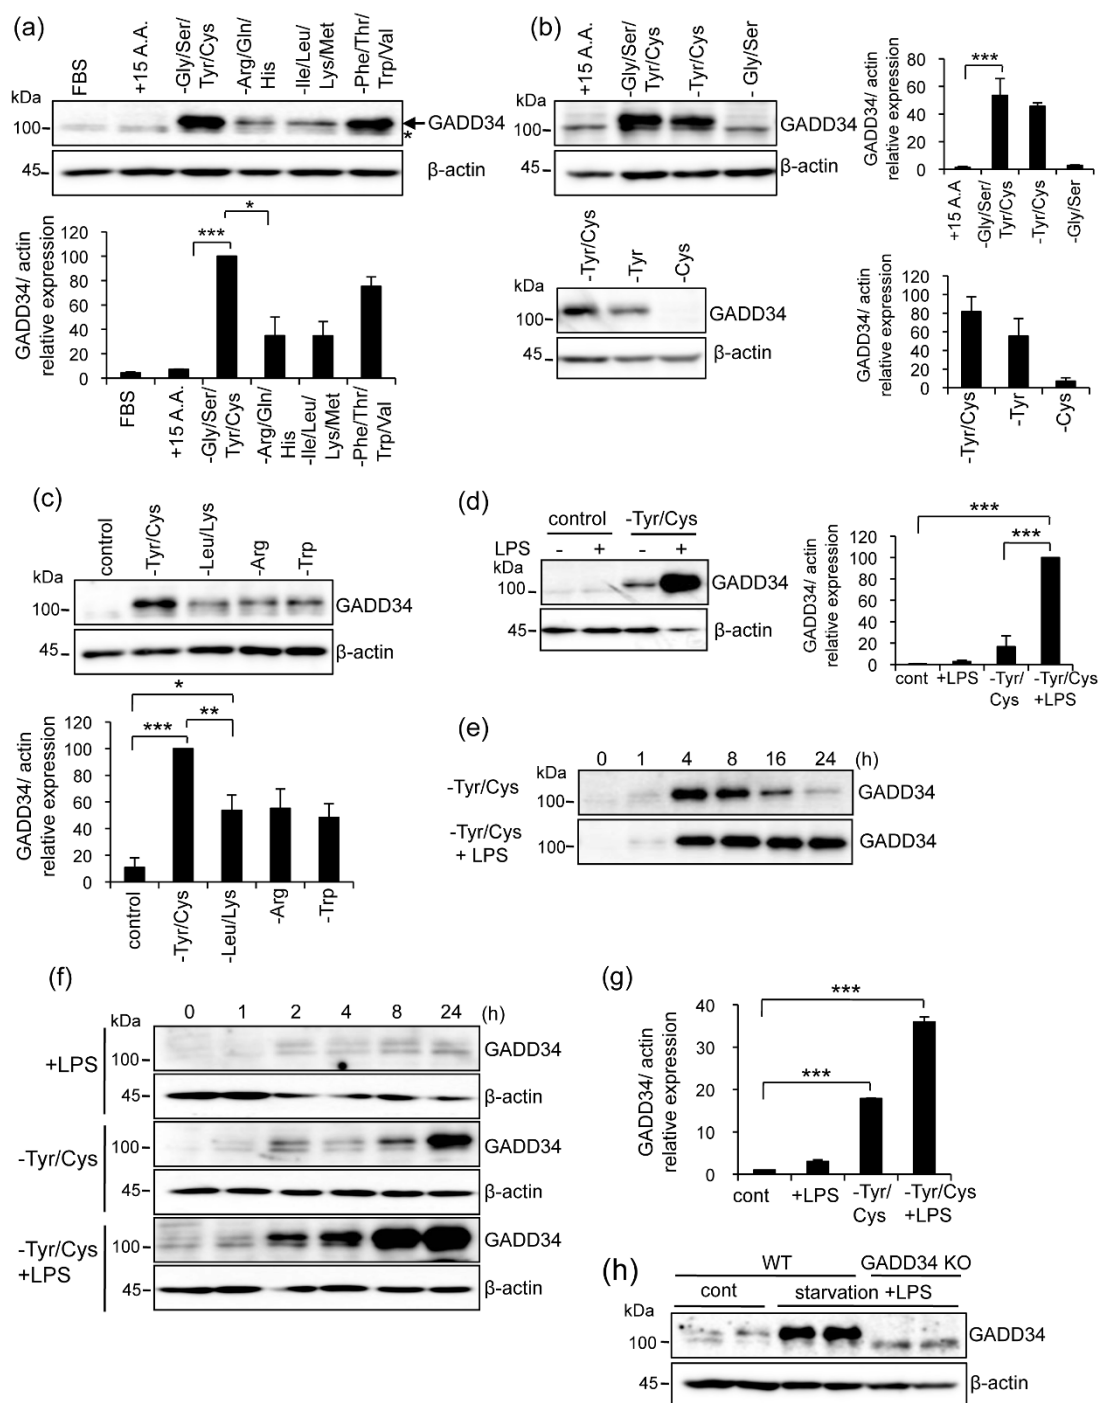 (a)
FBS
+15 A.A.
-Gly/Ser/
Tyr/Cys
-Arg/Gln/
His
-Ile/Leu/
Lys/Met
-Phe/Thr/
Trp/Val
kDa
100
GADD34
*
45
β-actin
GADD34/ actin
relative expression
120
100
80
60
40
20
0
***
*
FBS
+15 A.A.
-Gly/Ser/
Tyr/Cys
-Arg/Gln/
His
-Ile/Leu/
Lys/Met
-Phe/Thr/
Trp/Val
(b)
+15 A.A.
-Gly/Ser/
Tyr/Cys
-Tyr/Cys
-Gly/Ser
kDa
100
GADD34
45
β-actin
GADD34/ actin
relative expression
80
60
40
20
0
***
+15 A.A
-Gly/Ser/
Tyr/Cys
-Tyr/Cys
-Gly/Ser
-Tyr/Cys
-Tyr
-Cys
kDa
100
GADD34
45
β-actin
GADD34/ actin
relative expression
120
100
80
60
40
20
0
-Tyr/Cys
-Tyr
-Cys
(c)
control
-Tyr/Cys
-Leu/Lys
-Arg
-Trp
kDa
100
GADD34
45
β-actin
GADD34/ actin
relative expression
120
100
80
60
40
20
0
*
***
**
control
-Tyr/Cys
-Leu/Lys
-Arg
-Trp
(d)
control
-Tyr/Cys
LPS - + - +
kDa
100
GADD34
45
β-actin
GADD34/ actin
relative expression
120
100
80
60
40
20
0
***
***
cont
+LPS
-Tyr/
Cys
-Tyr/Cys
+LPS
(e)
0 1 4 8 16 24 (h)
kDa
-Tyr/Cys
100
GADD34
-Tyr/Cys
+ LPS
100
GADD34
(f)
0 1 2 4 8 24 (h)
kDa
+LPS
100
GADD34
45
β-actin
-Tyr/Cys
100
GADD34
45
β-actin
-Tyr/Cys
+LPS
100
GADD34
45
β-actin
(g)
GADD34/ actin
relative expression
40
30
20
10
0
***
***
cont
+LPS
-Tyr/
Cys
-Tyr/Cys
+LPS
(h)
WT GADD34 KO
cont starvation +LPS
kDa
100
GADD34
45
β-actin